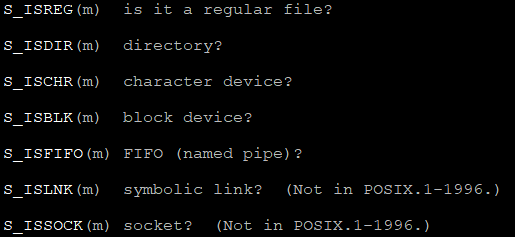 S_ISREG(m)  is it a regular file?
S_ISDIR(m)  directory?
S_ISCHR(m)  character device?
S_ISBLK(m)  block device?
S_ISFIFO(m) FIFO (named pipe)?
S_ISLNK(m)  symbolic link?  (Not in POSIX.1-1996.)
S_ISSOCK(m) socket?  (Not in POSIX.1-1996.)